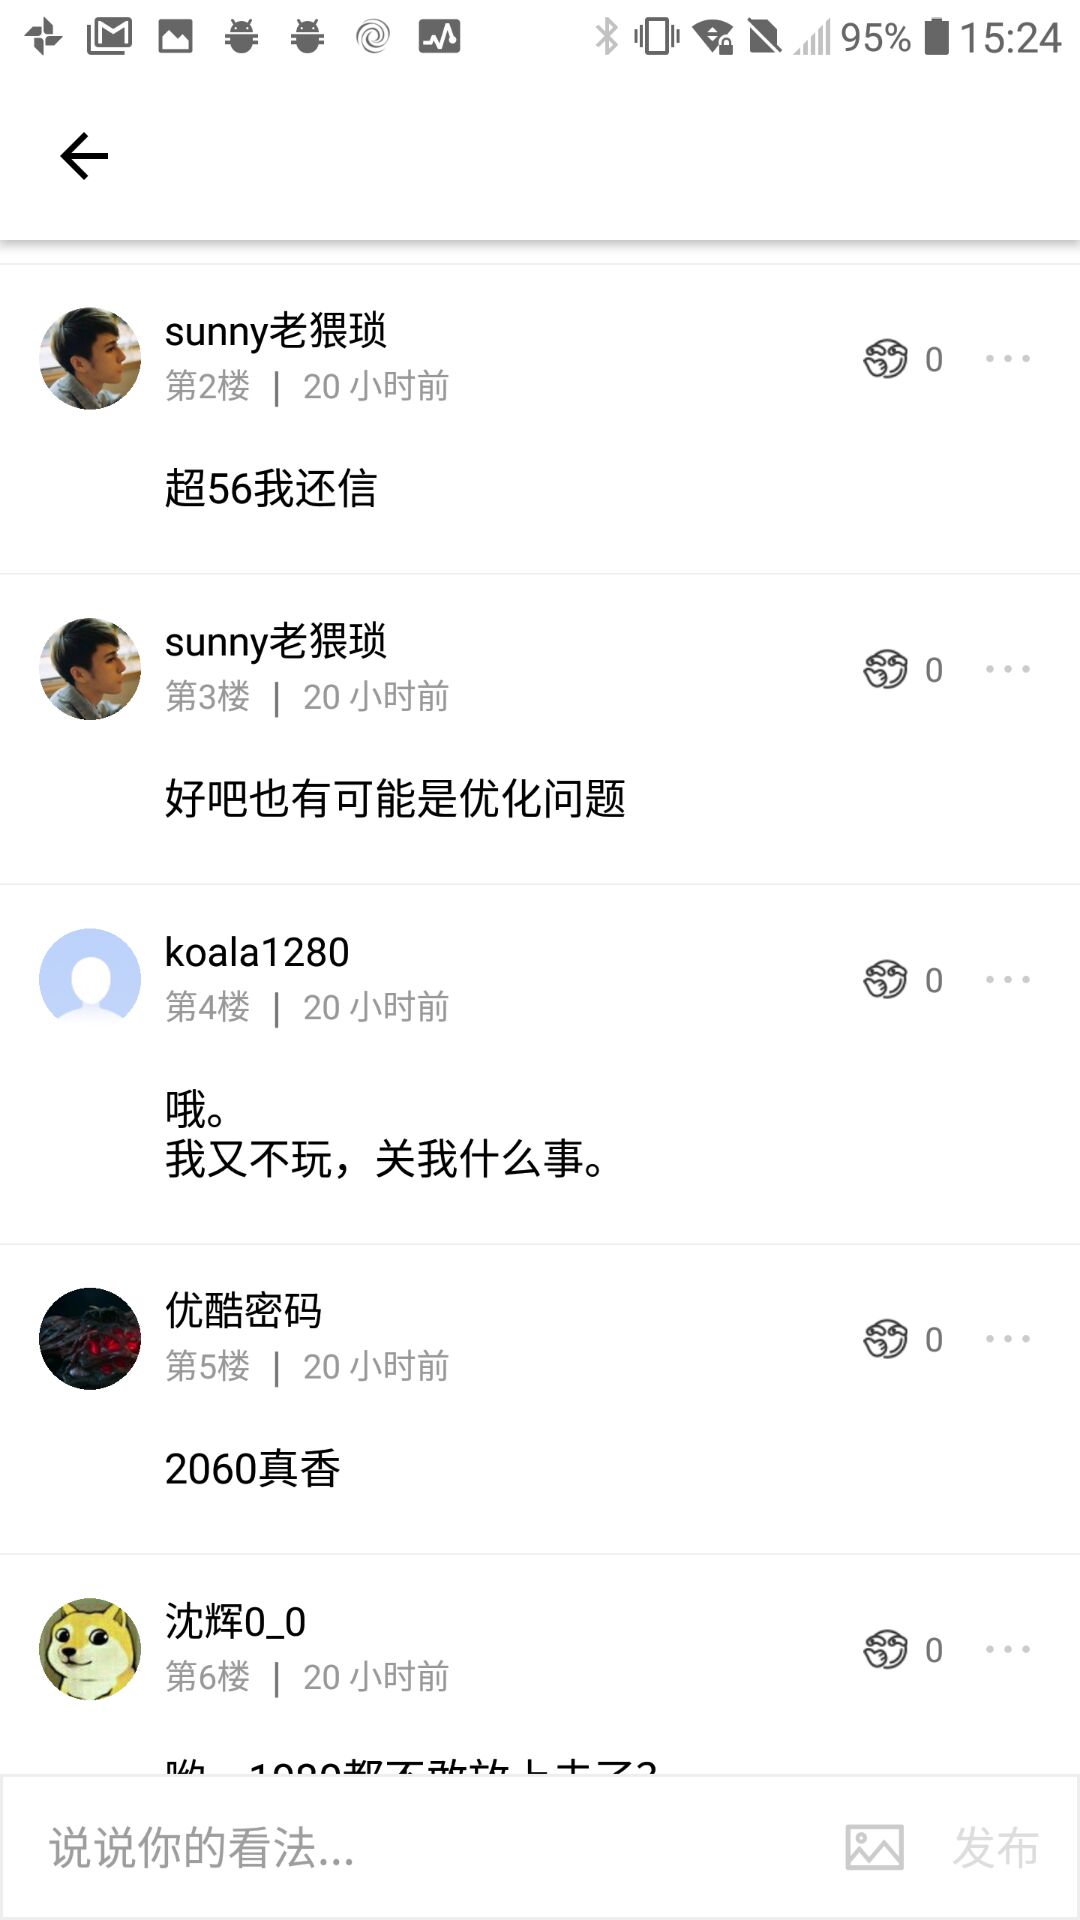 95% 15:24
sunny老猥琐
第2楼 | 20 小时前
0
超56我还信
sunny老猥琐
第3楼 | 20 小时前
0
好吧也有可能是优化问题
koala1280
第4楼 | 20 小时前
0
哦。
我又不玩，关我什么事。
优酷密码
第5楼 | 20 小时前
0
2060真香
沈辉0_0
第6楼 | 20 小时前
0
说说你的看法...
发布